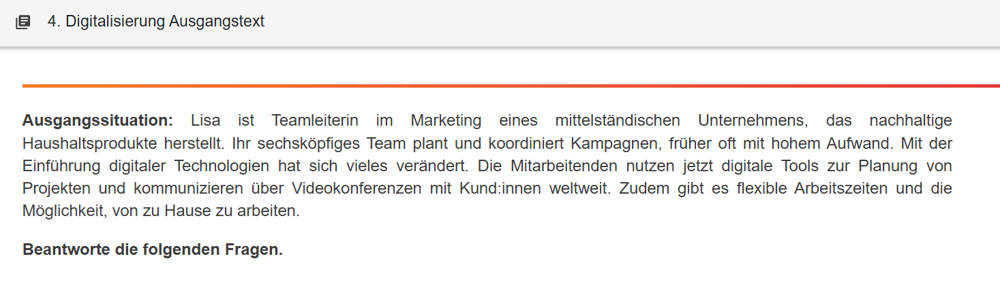 4. Digitalisierung Ausgangstext
Ausgangssituation: Lisa ist Teamleiterin im Marketing eines mittelständischen Unternehmens, das nachhaltige
Haushaltsprodukte herstellt. Ihr sechsköpfiges Team plant und koordiniert Kampagnen, früher oft mit hohem Aufwand. Mit der
Einführung digitaler Technologien hat sich vieles verändert. Die Mitarbeitenden nutzen jetzt digitale Tools zur Planung von
Projekten und kommunizieren über Videokonferenzen mit Kund:innen weltweit. Zudem gibt es flexible Arbeitszeiten und die
Möglichkeit, von zu Hause zu arbeiten.
Beantworte die folgenden Fragen.